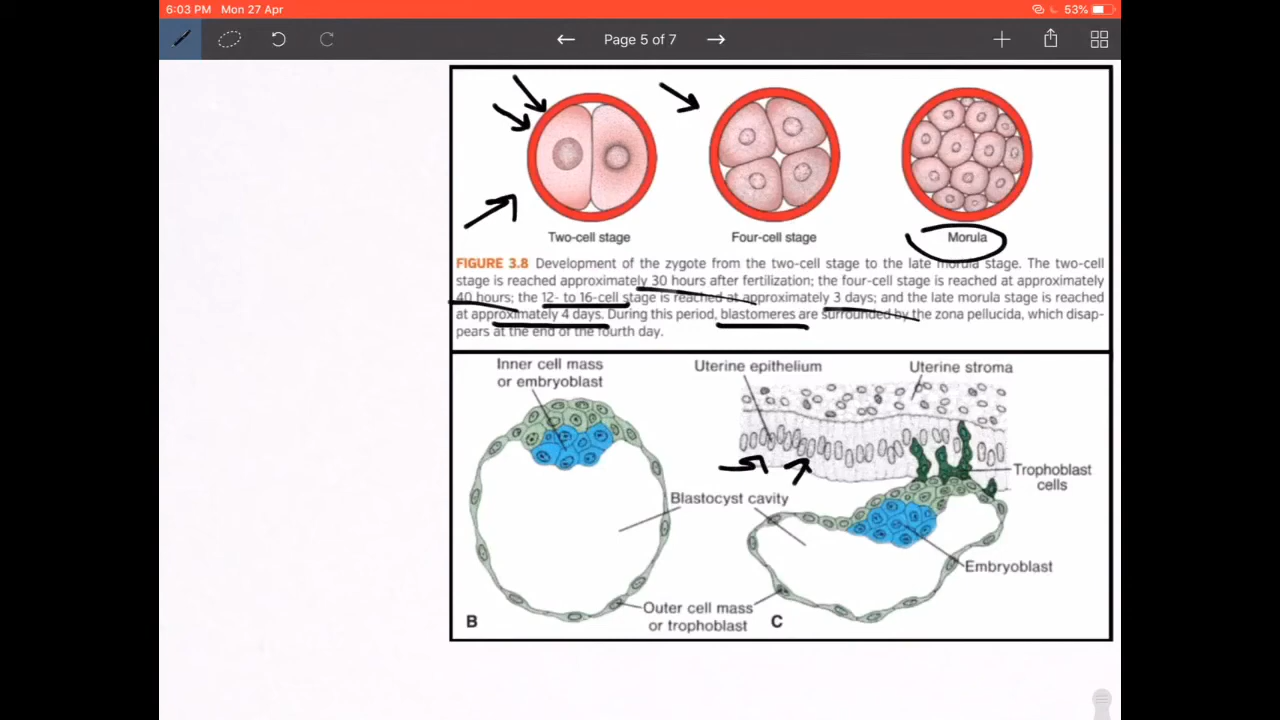 6:03 PM Mon 27 Apr
53%
Page 5 of 7
Two-cell stage
Four-cell stage
Morula
FIGURE 3.8 Development of the zygote from the two-cell stage to the late morula stage. The two-cell
stage is reached approximately 30 hours after fertilization; the four-cell stage is reached at approximately
40 hours; the 12- to 16-cell stage is reached at approximately 3 days; and the late morula stage is reached
at approximately 4 days. During this period, blastomeres are surrounded by the zona pellucida, which disap-
pears at the end of the fourth day.
Inner cell mass
or embryoblast
Uterine epithelium
Uterine stroma
Trophoblast
cells
Blastocyst cavity
Embryoblast
Outer cell mass
or trophoblast
B
C